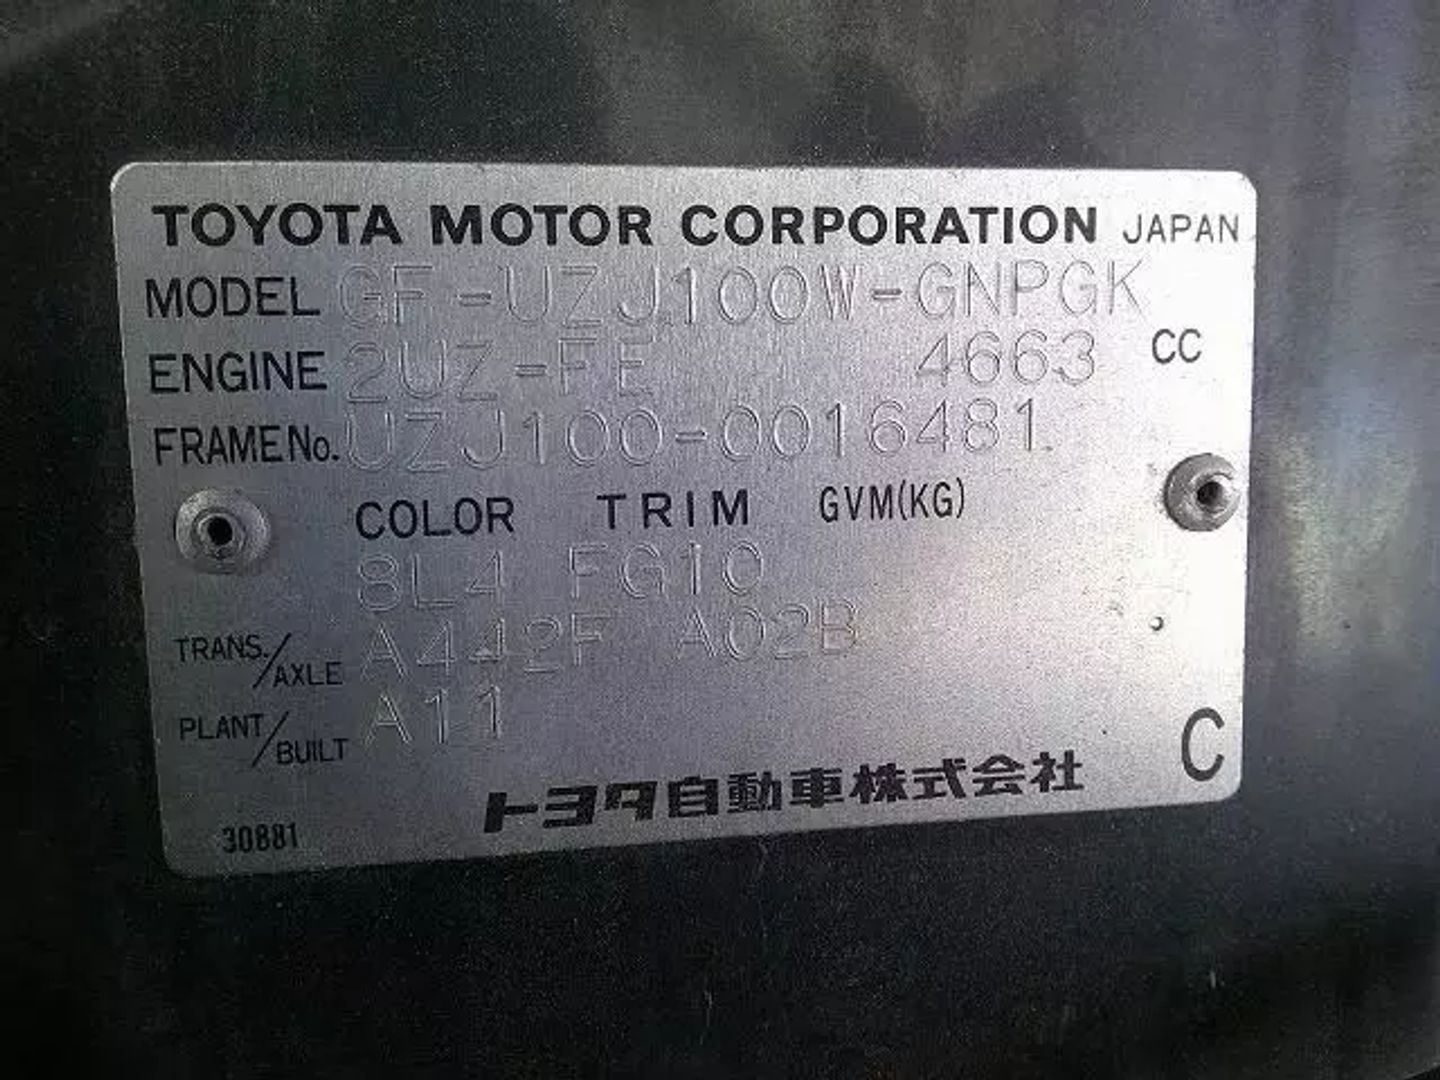 TOYOTA MOTOR CORPORATION JAPAN
MODEL GF-UZJ100W-GNPGK
ENGINE 2UZ-FE 4663 CC
FRAME No. UZJ100-0016481
COLOR TRIM GVM(KG)
8L4 FG10
TRANS./AXLE A442F A02B
PLANT/BUILT A11
C
トヨタ自動車株式会社
30881